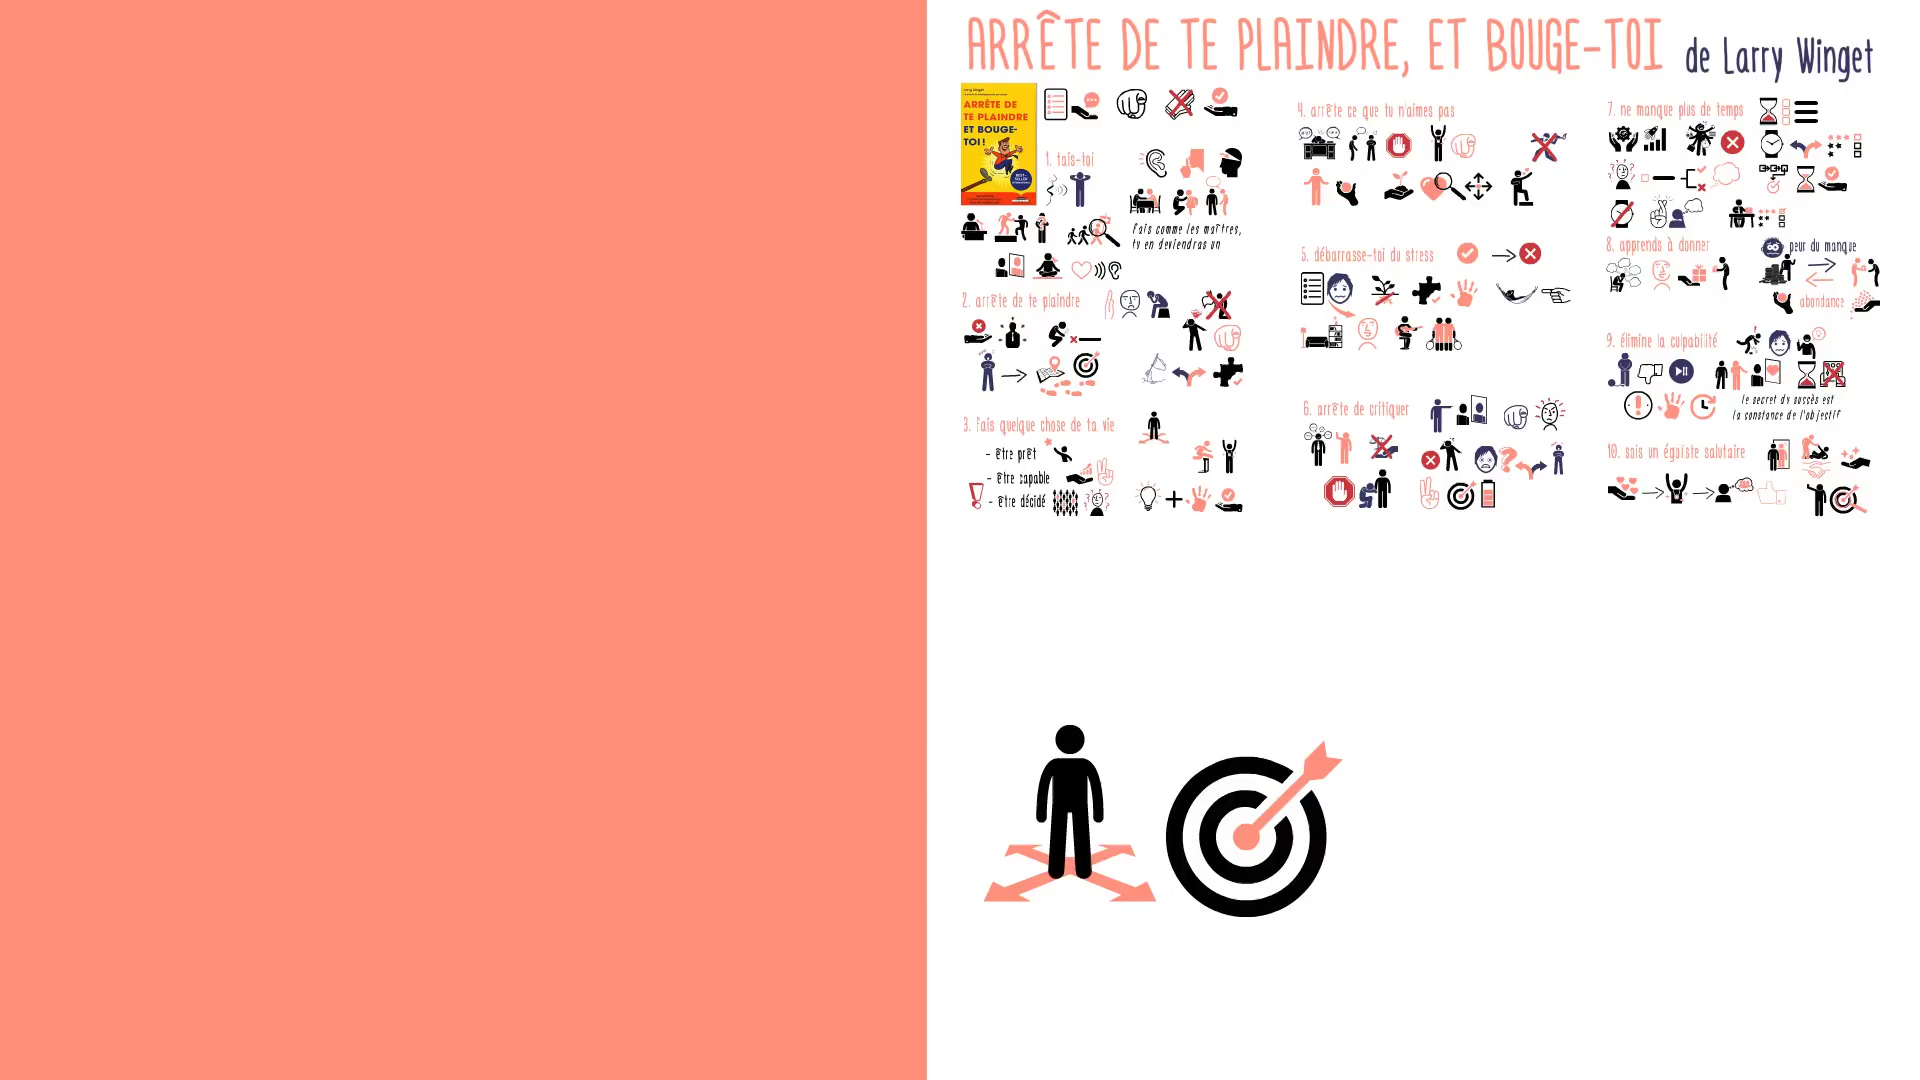 ARRÊTE DE TE PLAINDRE, ET BOUGE-TOI de Larry Winget
Larry Winget
ARRÊTE DE
TE PLAINDRE
ET BOUGE-
TOI !
BEST-
SELLER
1. tais-toi
fais comme les maîtres,
tu en deviendras un
2. arrête de te plaindre
3. fais quelque chose de ta vie
- être prêt
- être capable
- être décidé
4. arrête ce que tu n'aimes pas
5. débarrasse-toi du stress
6. arrête de critiquer
7. ne manque plus de temps
8. apprends à donner
peur du manque
abondance
9. élimine la culpabilité
le secret du succès est
la constance de l'objectif
10. sois un égoïste salutaire